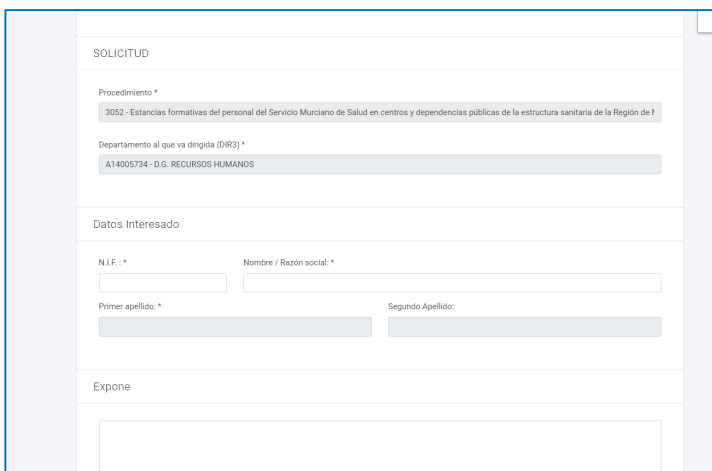 SOLICITUD
Procedimiento *
3052 - Estancias formativas del personal del Servicio Murciano de Salud en centros y dependencias públicas de la estructura sanitaria de la Región de
Departamento al que va dirigida (DIR3) *
A14005734 - D.G. RECURSOS HUMANOS
Datos Interesado
N.I.F. : * Nombre / Razón social: *
Primer apellido: * Segundo Apellido:
Expone